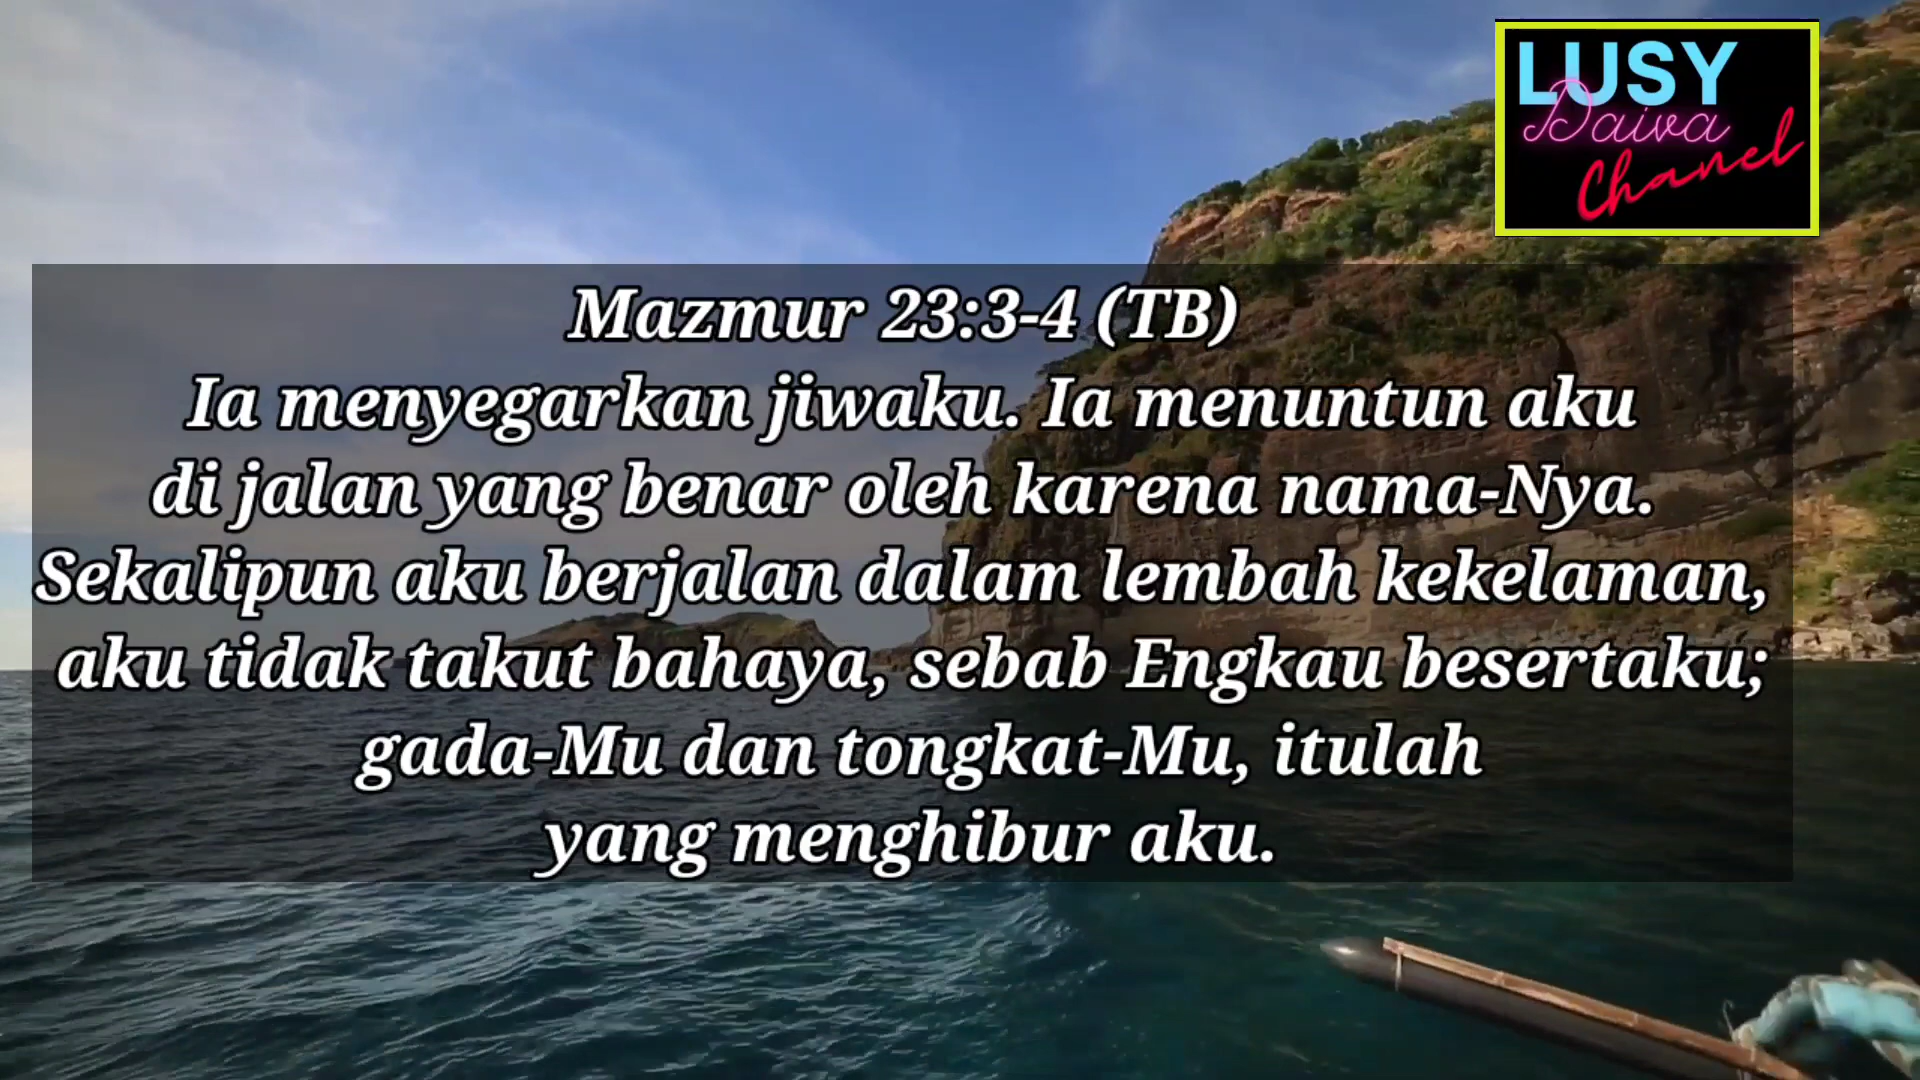 LUSY
Daiva
Chanel
Mazmur 23:3-4 (TB)
Ia menyegarkan jiwaku. Ia menuntun aku
di jalan yang benar oleh karena nama-Nya.
Sekalipun aku berjalan dalam lembah kekelaman,
aku tidak takut bahaya, sebab Engkau besertaku;
gada-Mu dan tongkat-Mu, itulah
yang menghibur aku.